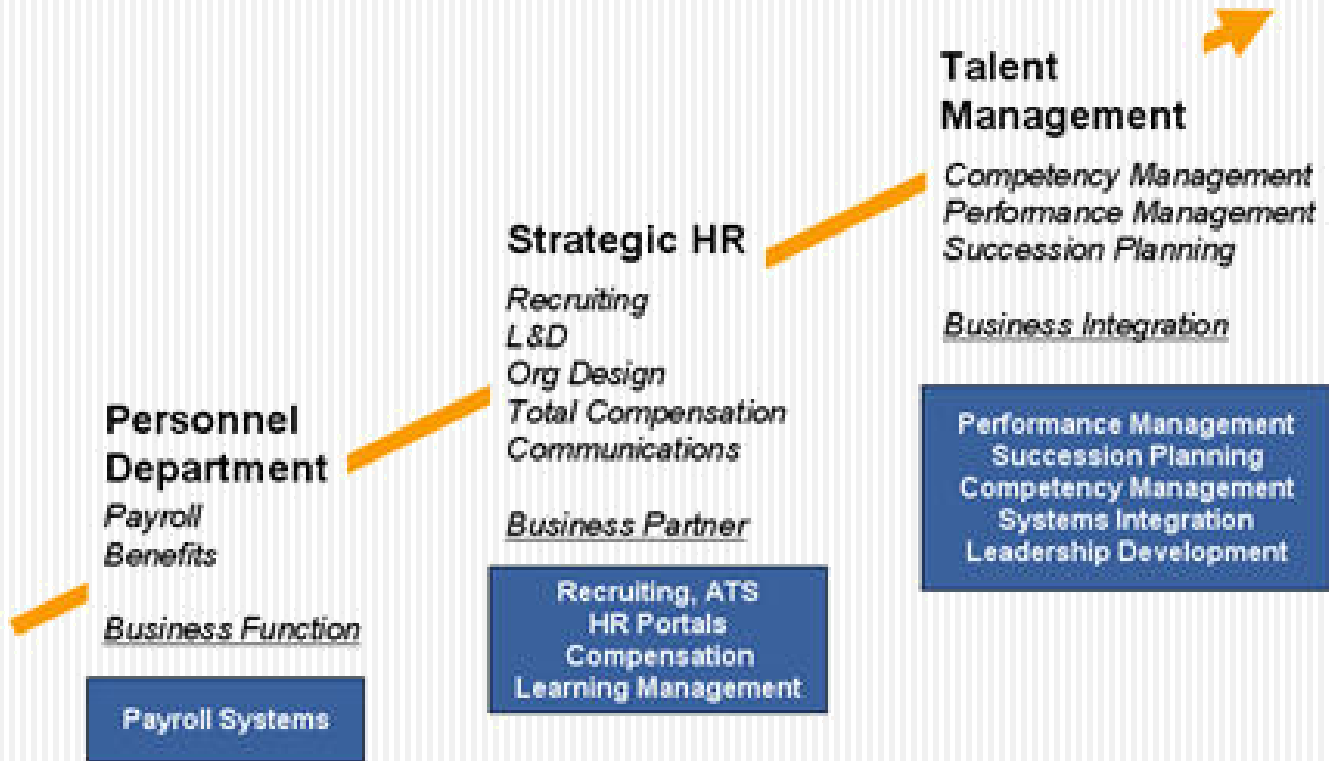 Talent
Management
Competency Management
Performance Management
Succession Planning
Business Integration
Performance Management
Succession Planning
Competency Management
Systems Integration
Leadership Development
Strategic HR
Recruiting
L&D
Org Design
Total Compensation
Communications
Business Partner
Recruiting, ATS
HR Portals
Compensation
Learning Management
Personnel
Department
Payroll
Benefits
Business Function
Payroll Systems